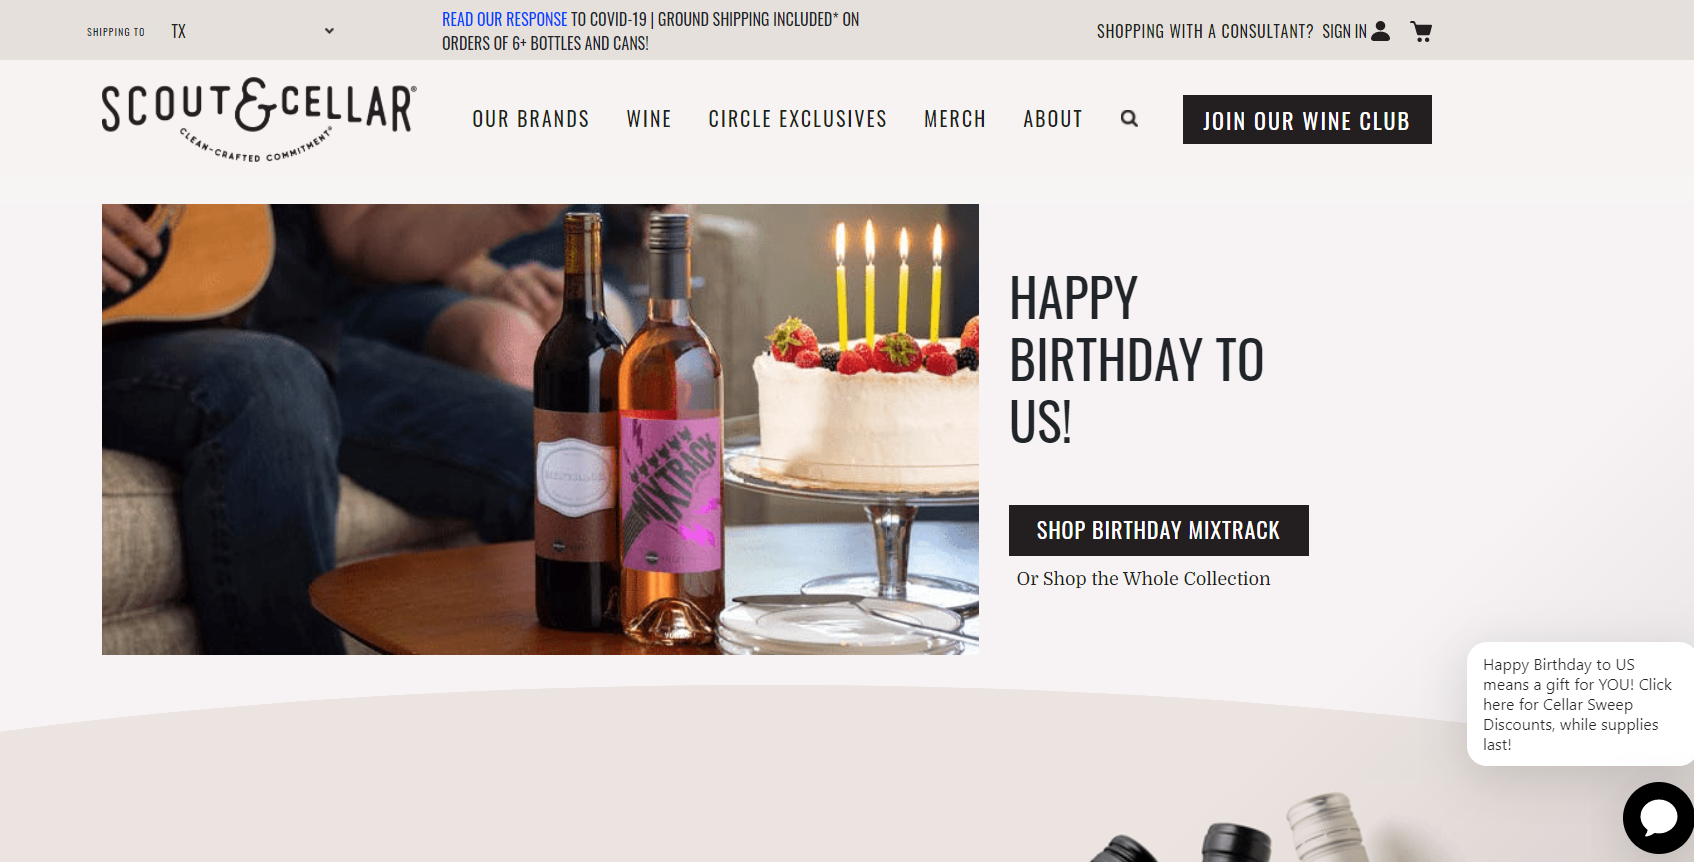 SHIPPING TO
TX
READ OUR RESPONSE TO COVID-19 | GROUND SHIPPING INCLUDED* ON
ORDERS OF 6+ BOTTLES AND CANS!
SHOPPING WITH A CONSULTANT? SIGN IN
SCOUT & CELLAR®
CLEAN-CRAFTED COMMITMENT®
OUR BRANDS
WINE
CIRCLE EXCLUSIVES
MERCH
ABOUT
JOIN OUR WINE CLUB
MIXTRACK
HAPPY
BIRTHDAY TO
US!
SHOP BIRTHDAY MIXTRACK
Or Shop the Whole Collection
Happy Birthday to US
means a gift for YOU! Click
here for Cellar Sweep
Discounts, while supplies
last!